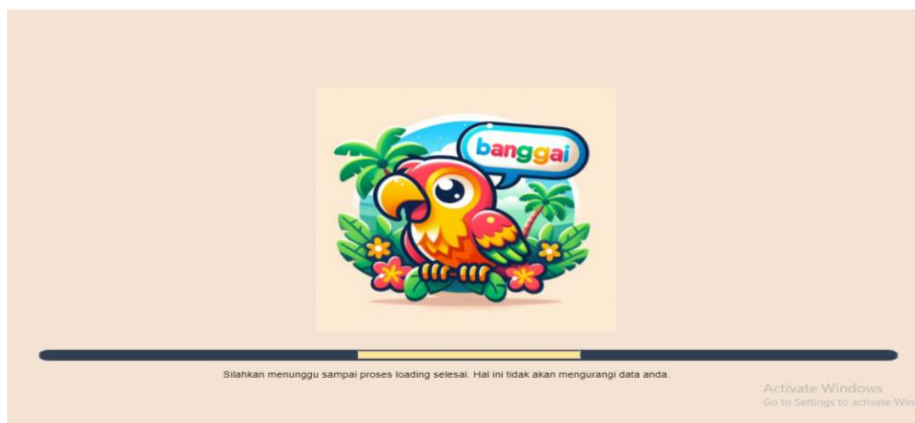 banggai
Silahkan menunggu sampai proses loading selesai. Hal ini tidak akan mengurangi data anda.
Activate Windows
Go to Settings to activate Win